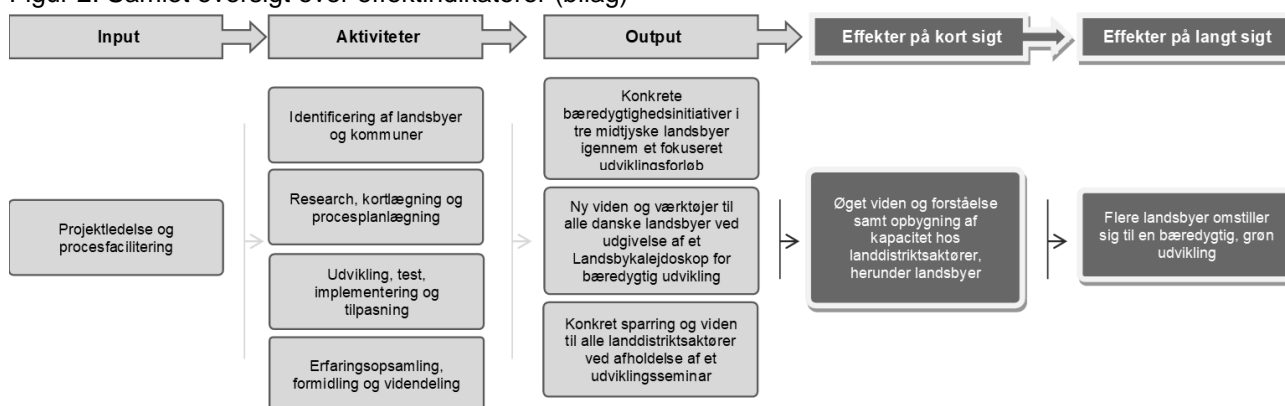 Figur 2. Samlet oversigt over effektindikatorer (bilag)
Input
Aktiviteter
Output
Effekter på kort sigt
Effekter på langt sigt
Projektledelse og
procesfacilitering
Identificering af landsbyer
og kommuner
Research, kortlægning og
procesplanlægning
Udvikling, test,
implementering og
tilpasning
Erfaringsopsamling,
formidling og videndeling
Konkrete
bæredygtighedsinitiativer i
tre midtjyske landsbyer
igennem et fokuseret
udviklingsforløb
Ny viden og værktøjer til
alle danske landsbyer ved
udgivelse af et
Landsbykalejdoskop for
bæredygtig udvikling
Konkret sparring og viden
til alle landdistriktsaktører
ved afholdelse af et
udviklingsseminar
Øget viden og forståelse
samt opbygning af
kapacitet hos
landdistriktsaktører,
herunder landsbyer
Flere landsbyer omstiller
sig til en bæredygtig, grøn
udvikling